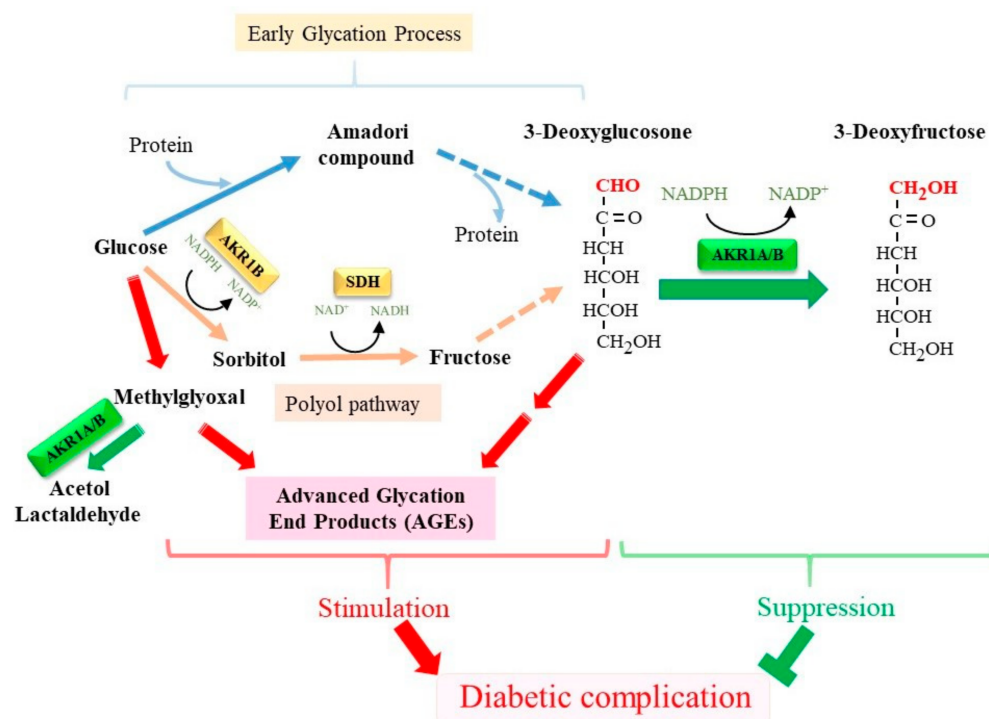 Early Glycation Process
Protein
Amadori
compound
3-Deoxyglucosone
3-Deoxyfructose
Protein
Glucose
NADPH
NADP⁺
AKR1B
CHO
C=O
HCH
HCOH
HCOH
CH₂OH
NADPH
NADP⁺
AKR1A/B
CH₂OH
C=O
HCH
HCOH
HCOH
CH₂OH
SDH
NAD⁺
NADH
Sorbitol
Fructose
Polyol pathway
Methylglyoxal
AKR1A/B
Acetol
Lactaldehyde
Advanced Glycation
End Products (AGEs)
Stimulation
Suppression
Diabetic complication